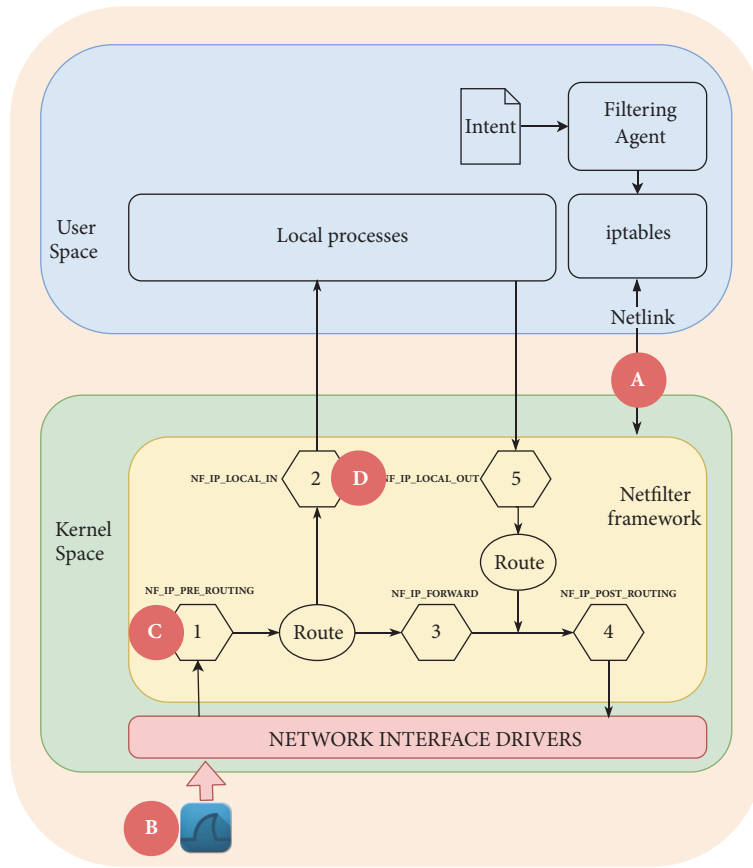 Intent
Filtering
Agent
User
Space
Local processes
iptables
Netlink
A
NF_IP_LOCAL_IN
2
D
NF_IP_LOCAL_OUT
5
Netfilter
framework
Kernel
Space
Route
NF_IP_PRE_ROUTING
NF_IP_FORWARD
NF_IP_POST_ROUTING
C
1
Route
3
4
NETWORK INTERFACE DRIVERS
B